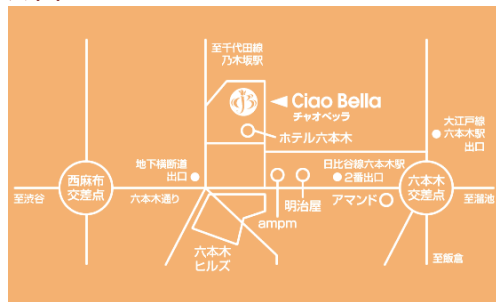 至千代田線
乃木坂駅
Ciao Bella
チャオベッラ
ホテル六本木
大江戸線
六本木駅
出口
地下横断道
出口
日比谷線六本木駅
2番出口
西麻布
交差点
六本木
交差点
至渋谷
六本木通り
明治屋
アマンド
至溜池
ampm
六本木
ヒルズ
至飯倉